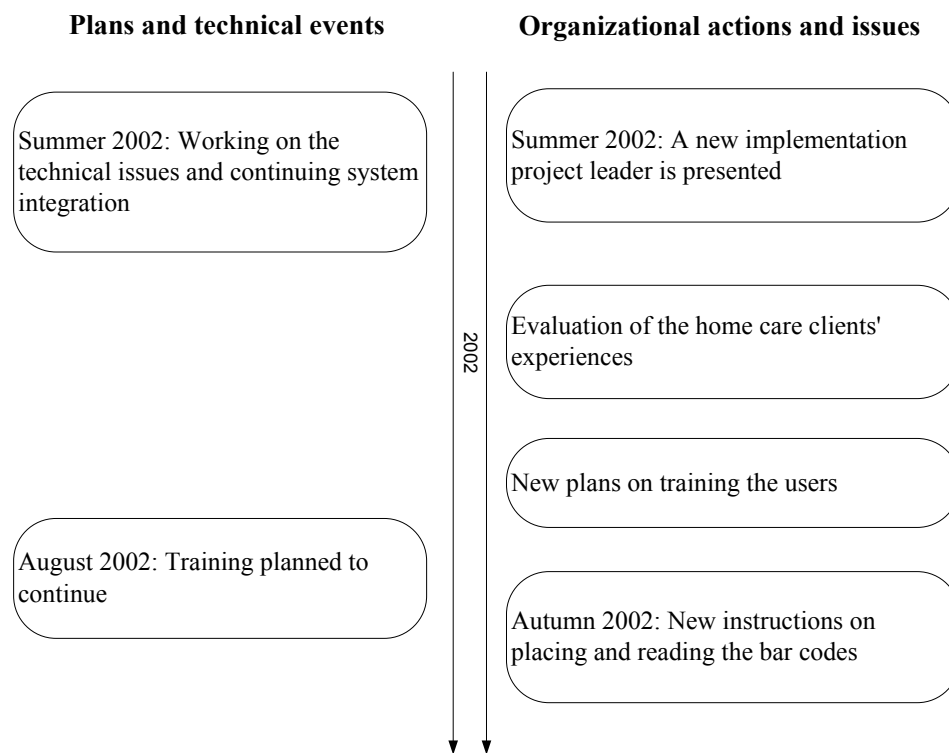 Plans and technical events
Organizational actions and issues
Summer 2002: Working on the
technical issues and continuing system
integration
August 2002: Training planned to
continue
2002
Summer 2002: A new implementation
project leader is presented
Evaluation of the home care clients'
experiences
New plans on training the users
Autumn 2002: New instructions on
placing and reading the bar codes